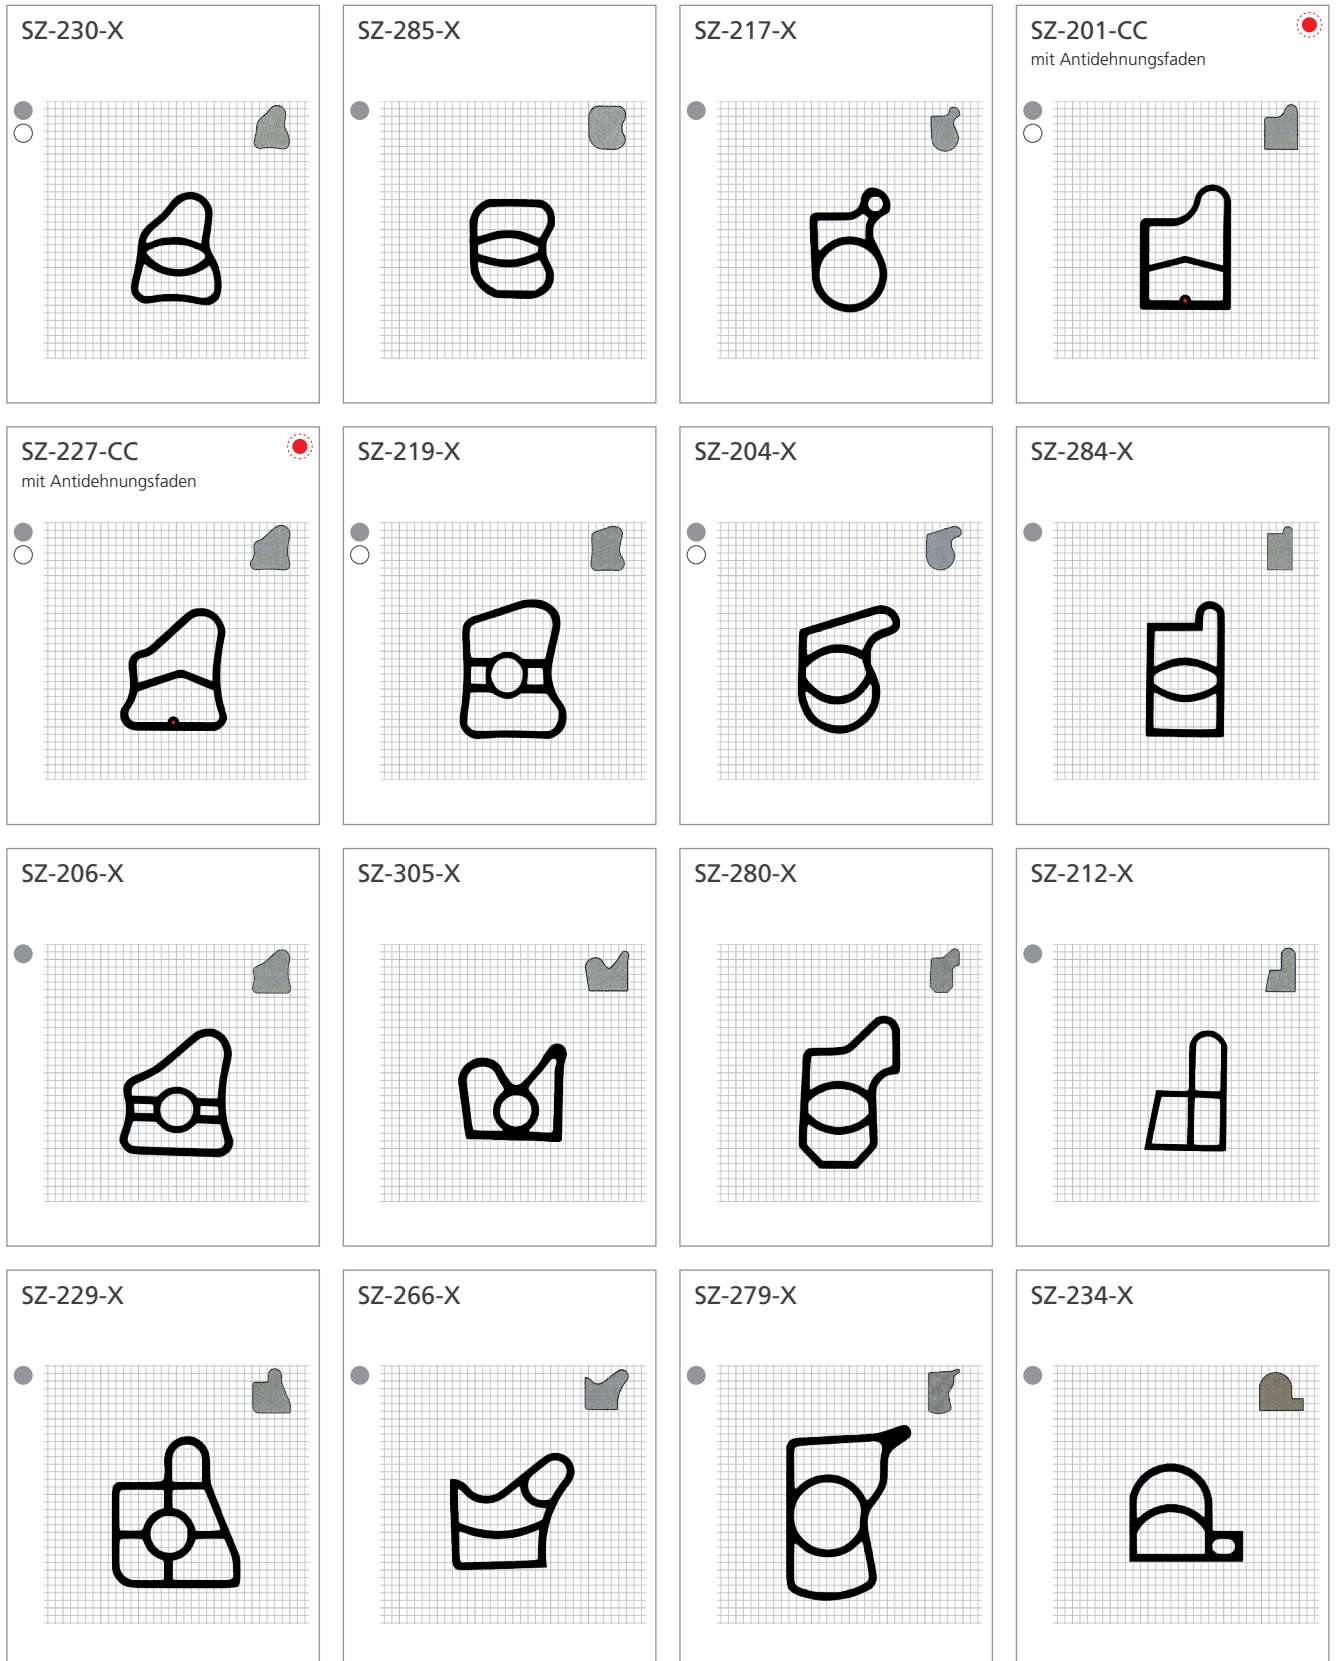 SZ-230-X
SZ-285-X
SZ-217-X
SZ-201-CC
mit Antidehnungsfaden
SZ-227-CC
mit Antidehnungsfaden
SZ-219-X
SZ-204-X
SZ-284-X
SZ-206-X
SZ-305-X
SZ-280-X
SZ-212-X
SZ-229-X
SZ-266-X
SZ-279-X
SZ-234-X